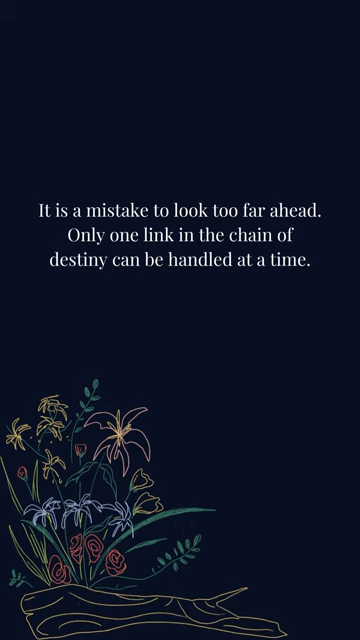 It is a mistake to look too far ahead.
Only one link in the chain of
destiny can be handled at a time.